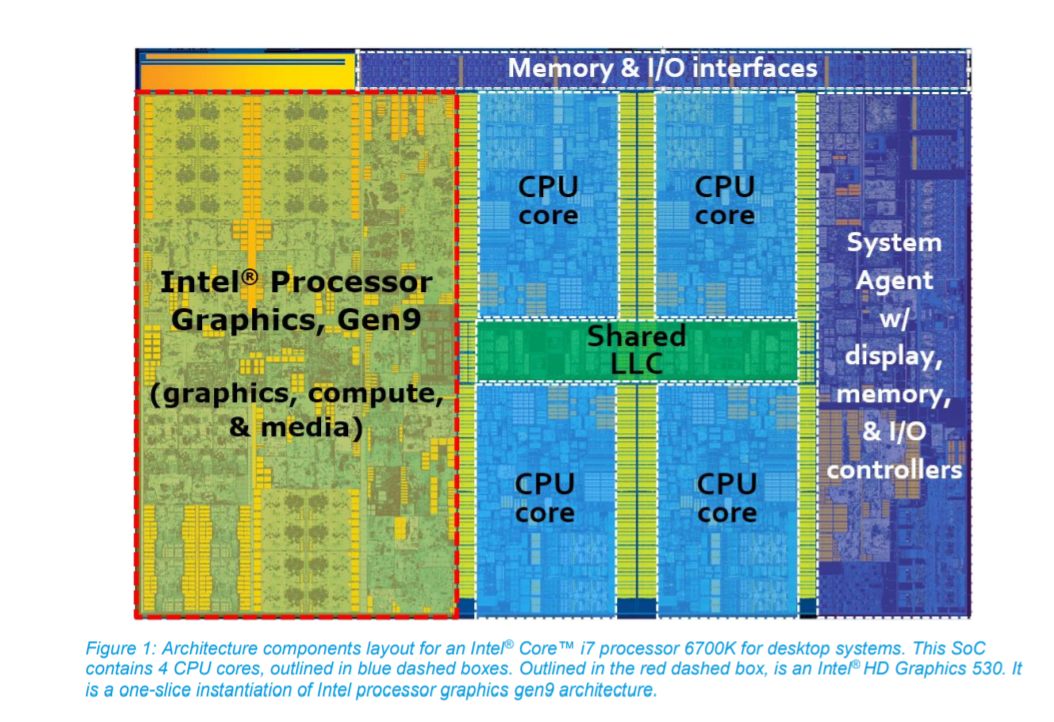 Memory & I/O interfaces
CPU
core
CPU
core
Intel® Processor
Graphics, Gen9
(graphics, compute,
& media)
Shared
LLC
System
Agent
w/
display,
memory,
& I/O
controllers
CPU
core
CPU
core
Figure 1: Architecture components layout for an Intel® Core™ i7 processor 6700K for desktop systems. This SoC
contains 4 CPU cores, outlined in blue dashed boxes. Outlined in the red dashed box, is an Intel® HD Graphics 530. It
is a one-slice instantiation of Intel processor graphics gen9 architecture.